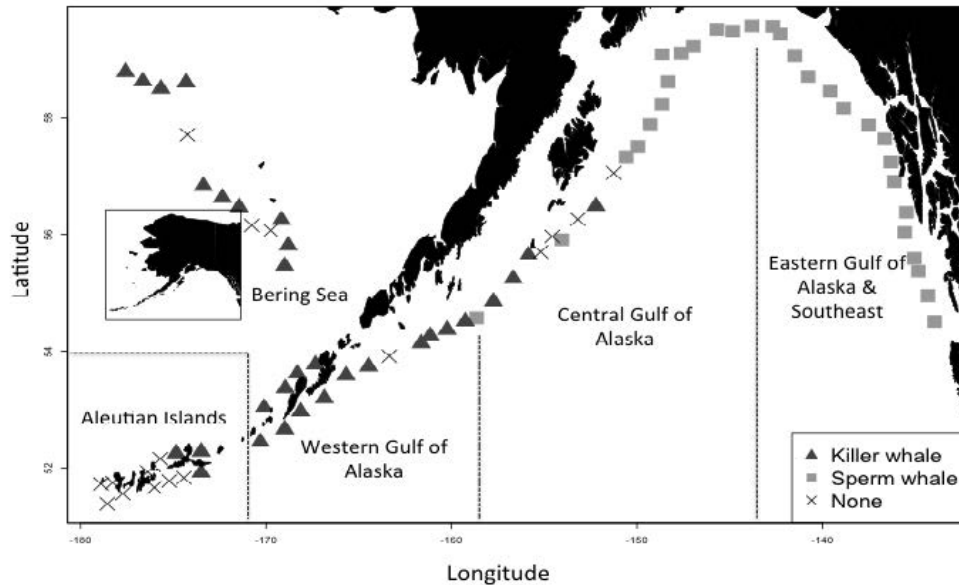 Latitude
58
56
54
52
Bering Sea
Aleutian Islands
Western Gulf of
Alaska
Central Gulf of
Alaska
Eastern Gulf of
Alaska &
Southeast
Killer whale
Sperm whale
None
-180
-170
-160
-150
-140
Longitude